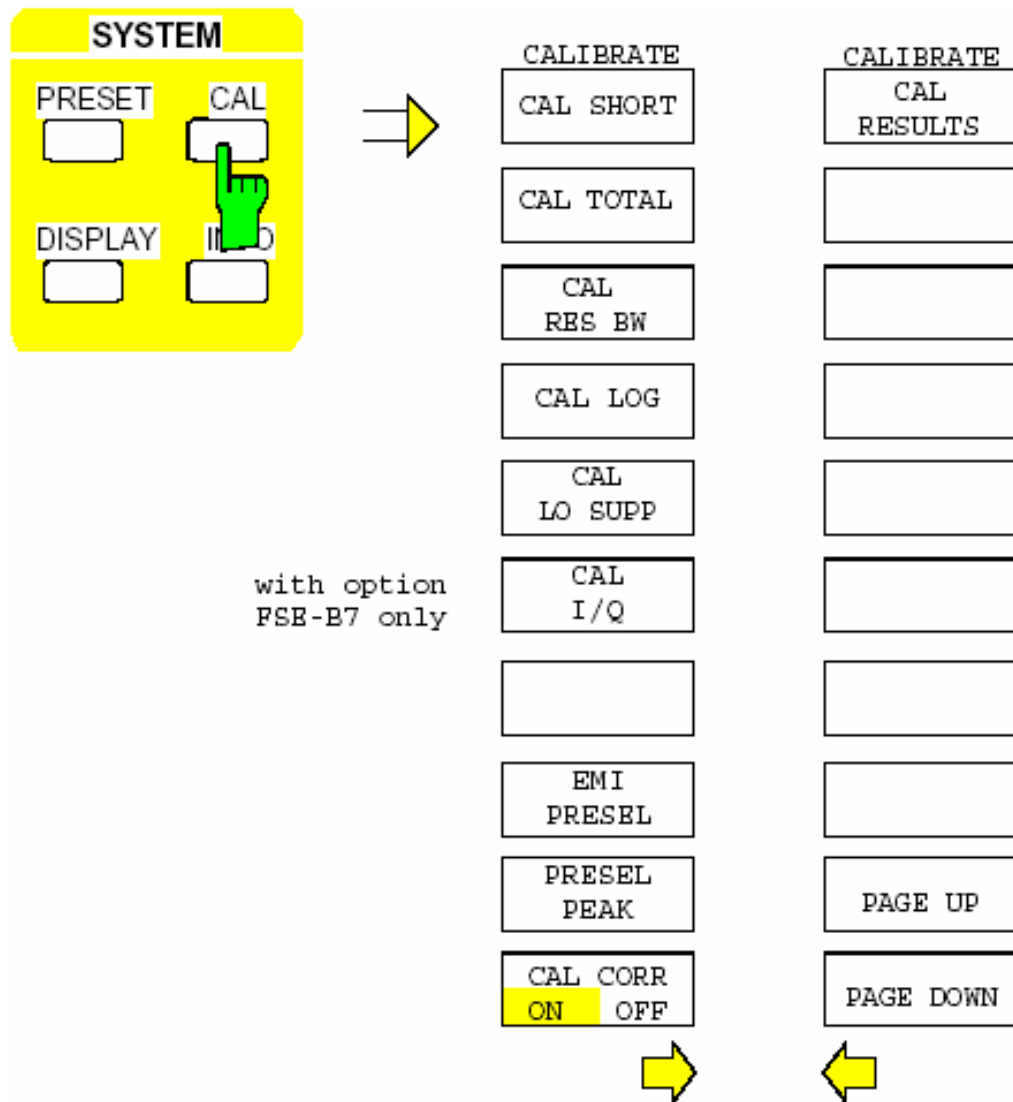 SYSTEM
PRESET
CAL
DISPLAY
CALIBRATE
CAL SHORT
CAL TOTAL
CAL
RES BW
CAL LOG
CAL
LO SUPP
with option
FSE-B7 only
CAL
I/Q
EMI
PRESEL
PRESEL
PEAK
CAL CORR
ON OFF
CALIBRATE
CAL
RESULTS
PAGE UP
PAGE DOWN